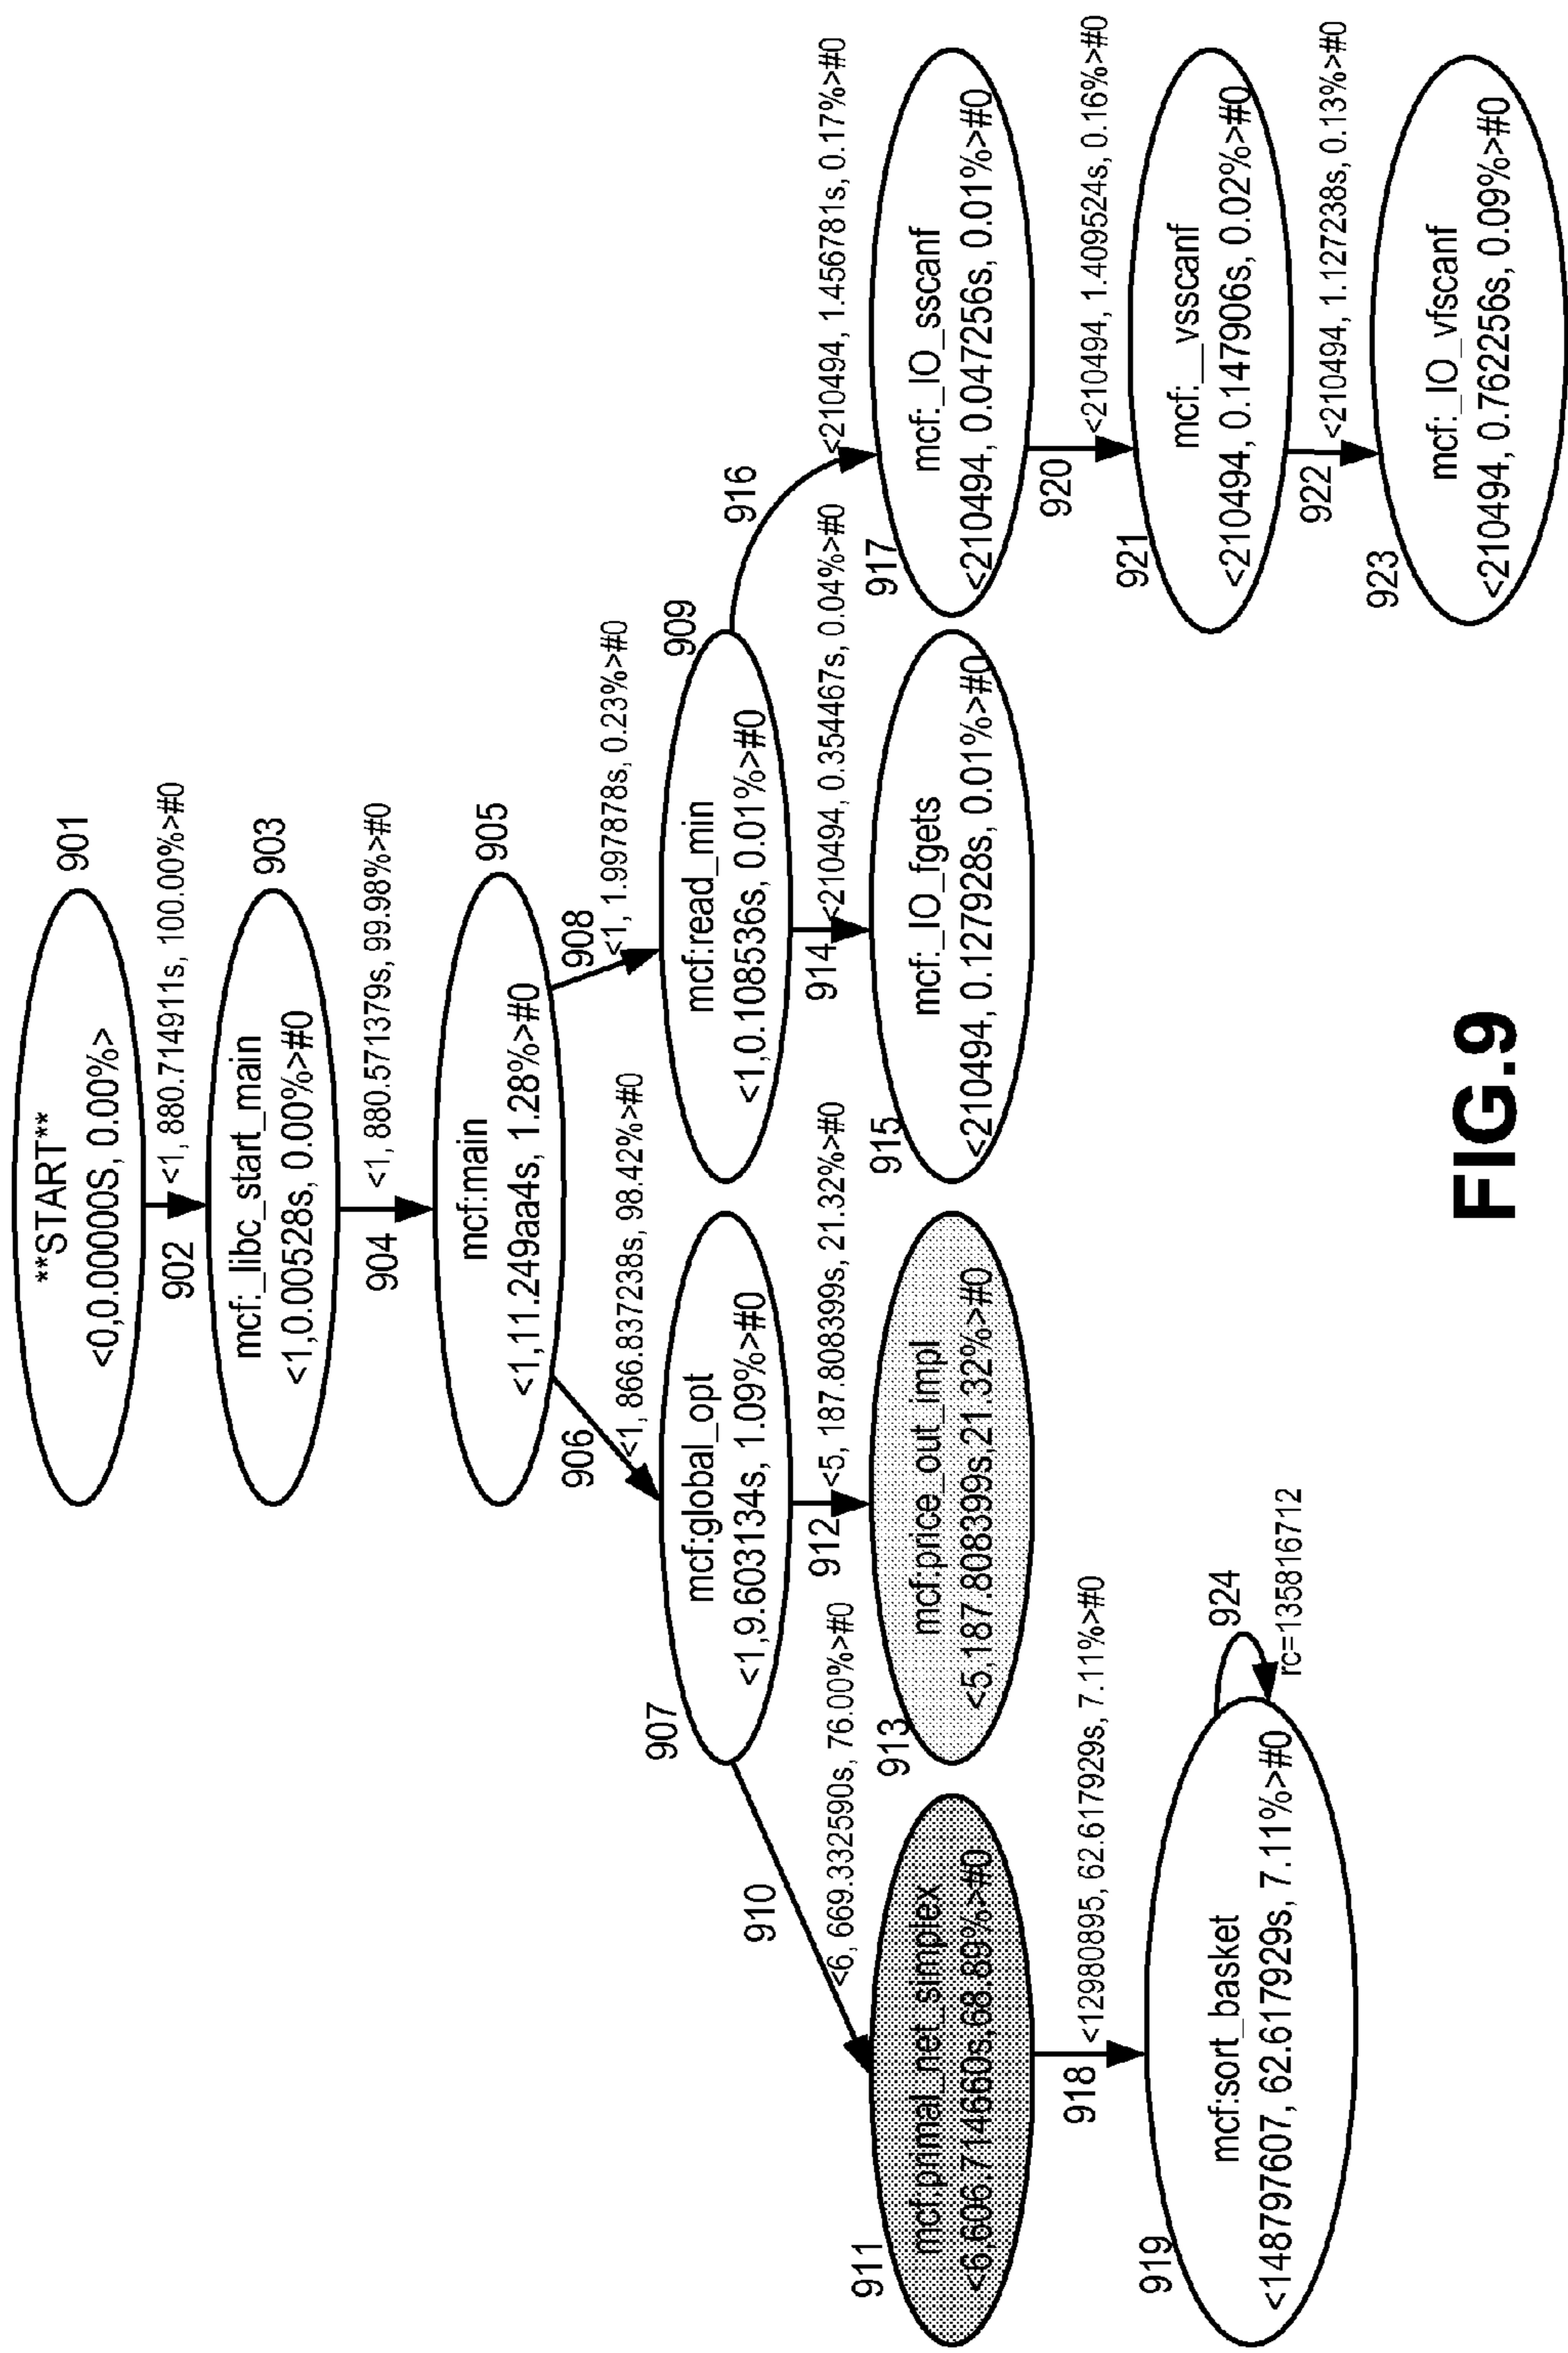 **START**
<0,0.00000S, 0.00%>
901
902
<1, 880.714911s, 100.00%>#0
mcf:_libc_start_main
<1,0.00528s, 0.00%>#0
903
904
<1, 880.571379s, 99.98%>#0
mcf:main
<1,11.249aa4s, 1.28%>#0
905
906
<1, 866.837238s, 98.42%>#0
908
<1, 1.997878s, 0.23%>#0
907
mcf:global_opt
<1,9.603134s, 1.09%>#0
mcf:read_min
<1,0.108536s, 0.01%>#0
909
910
<6, 669.332590s, 76.00%>#0
912
<5, 187.808399s, 21.32%>#0
914
<210494, 0.354467s, 0.04%>#0
916
<210494, 1.456781s, 0.17%>#0
911
mcf:primal_net_simplex
<6,606.714660s,68.89%>#0
913
mcf:price_out_impl
<5,187.808399s,21.32%>#0
915
mcf:_IO_fgets
<210494, 0.127928s, 0.01%>#0
917
mcf:_IO_sscanf
<210494, 0.047256s, 0.01%>#0
918
<12980895, 62.617929s, 7.11%>#0
920
<210494, 1.409524s, 0.16%>#0
919
mcf:sort_basket
<148797607, 62.617929s, 7.11%>#0
924
rc=135816712
921
mcf:__vsscanf
<210494, 0.147906s, 0.02%>#0
922
<210494, 1.127238s, 0.13%>#0
923
mcf:_IO_vfscanf
<210494, 0.762256s, 0.09%>#0
FIG.9